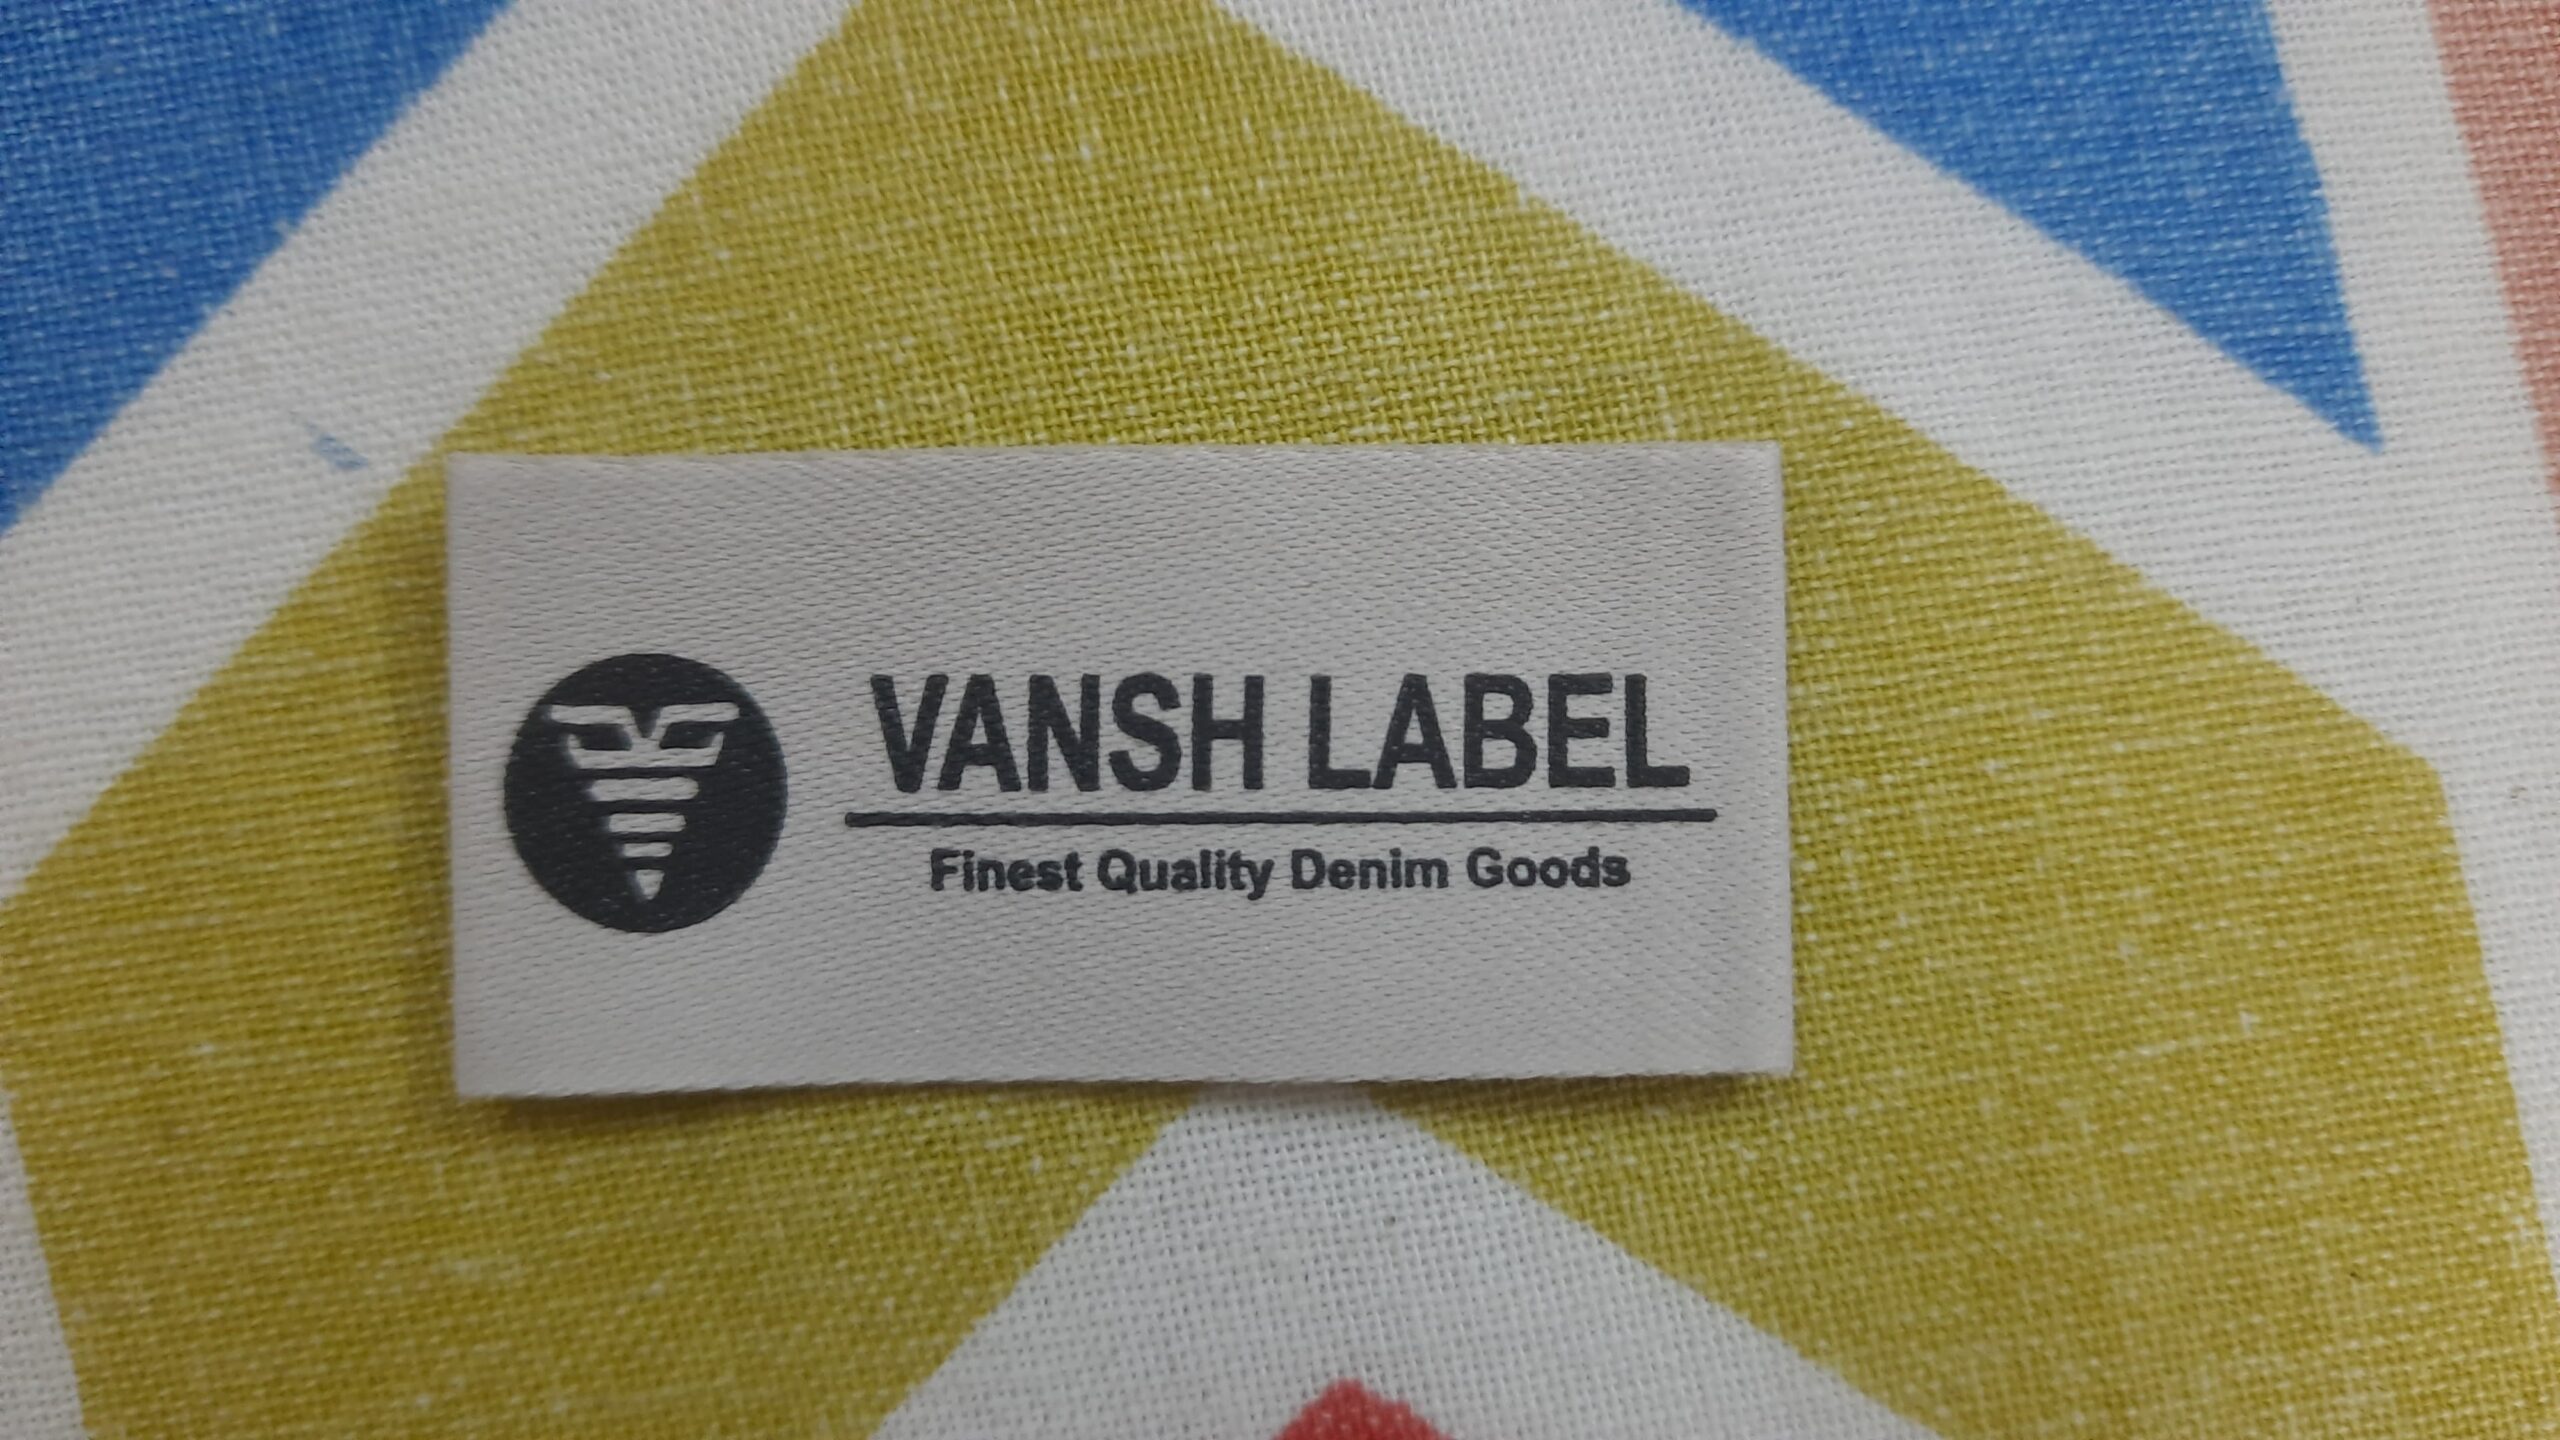 VANSH LABEL
Finest Quality Denim Goods